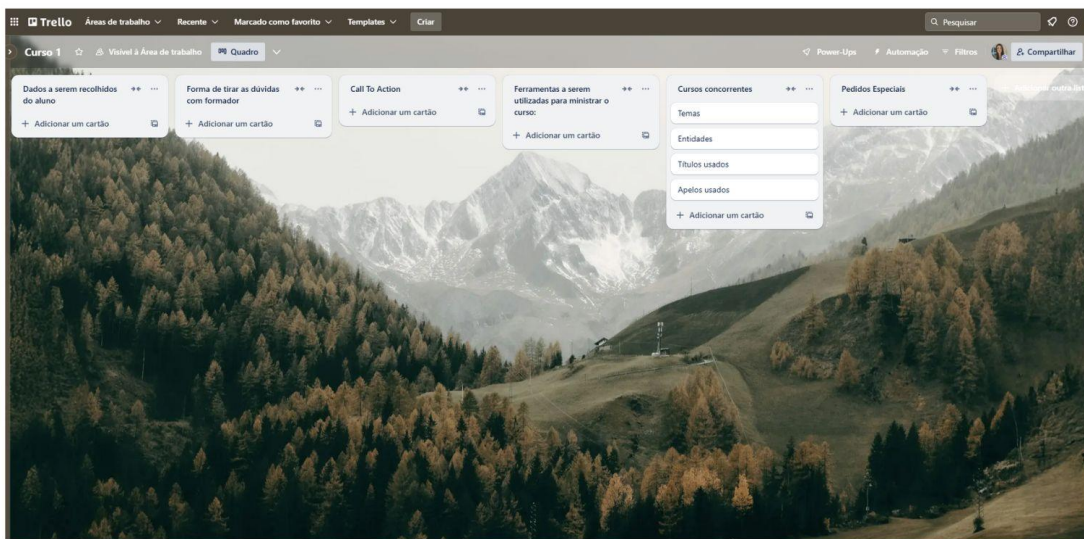 Trello Áreas de trabalho Recente Marcado como favorito Templates Criar Pesquisar
Curso 1 Visível à Área de trabalho Quadro Power-Ups Automação Filtros Compartilhar
Dados a serem recolhidos
do aluno
+ Adicionar um cartão
Forma de tirar as dúvidas
com formador
+ Adicionar um cartão
Call To Action
+ Adicionar um cartão
Ferramentas a serem
utilizadas para ministrar o
curso:
+ Adicionar um cartão
Cursos concorrentes
Temas
Entidades
Títulos usados
Apelos usados
+ Adicionar um cartão
Pedidos Especiais
+ Adicionar um cartão